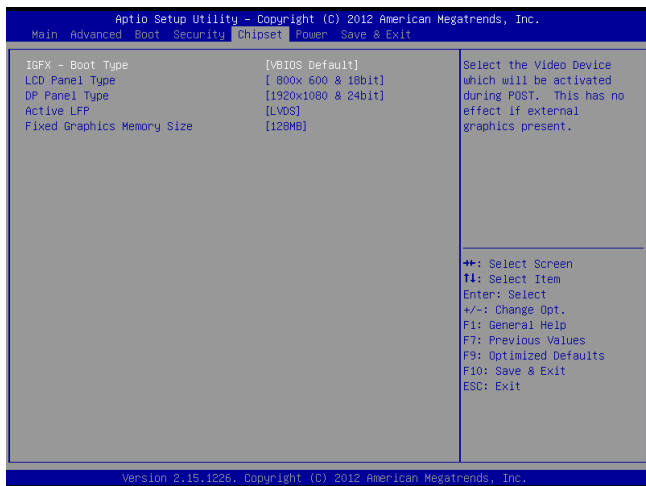 Aptio Setup Utility – Copyright (C) 2012 American Megatrends, Inc.
Main Advanced Boot Security Chipset Power Save & Exit
IGFX – Boot Type [VBIOS Default]
LCD Panel Type [ 800x 600 & 18bit]
DP Panel Type [1920x1080 & 24bit]
Active LFP [LVDS]
Fixed Graphics Memory Size [128MB]
Select the Video Device
which will be activated
during POST. This has no
effect if external
graphics present.
→←: Select Screen
↑↓: Select Item
Enter: Select
+/–: Change Opt.
F1: General Help
F7: Previous Values
F9: Optimized Defaults
F10: Save & Exit
ESC: Exit
Version 2.15.1226. Copyright (C) 2012 American Megatrends, Inc.